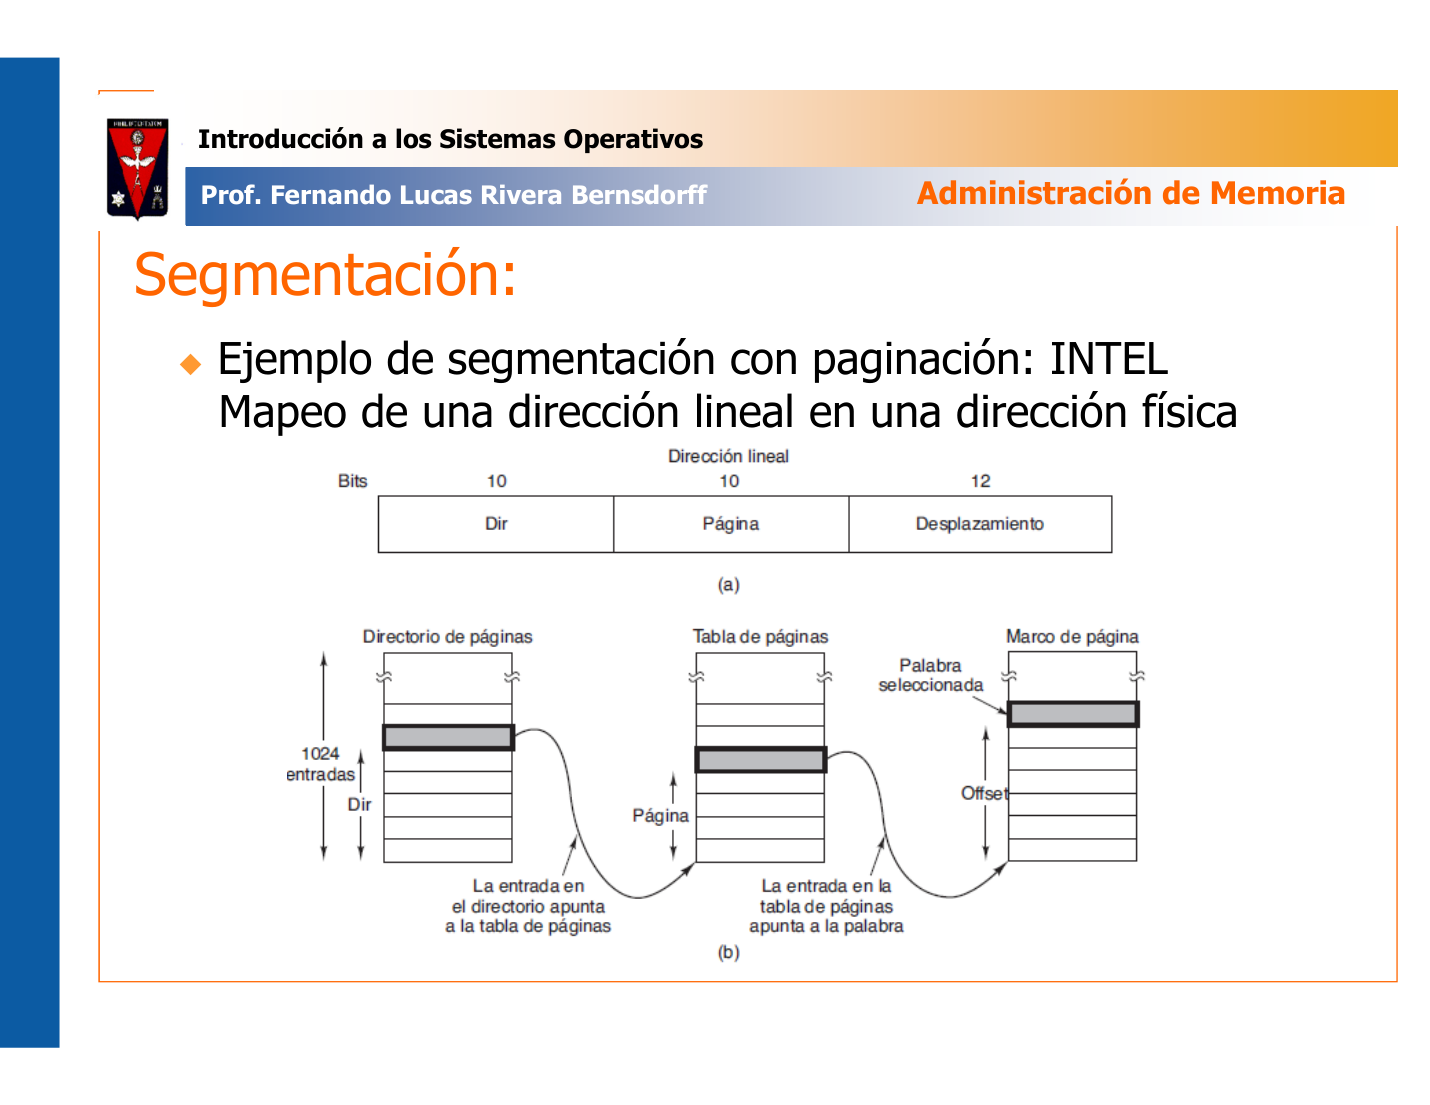 Introducción a los Sistemas Operativos
Prof. Fernando Lucas Rivera Bernsdorff
Administración de Memoria
Segmentación:
Ejemplo de segmentación con paginación: INTEL
Mapeo de una dirección lineal en una dirección física
Dirección lineal
Bits 10 10 12
Dir Página Desplazamiento
(a)
Directorio de páginas Tabla de páginas Marco de página
Palabra
seleccionada
1024
entradas
Dir
Página
Offset
La entrada en
el directorio apunta
a la tabla de páginas
La entrada en la
tabla de páginas
apunta a la palabra
(b)